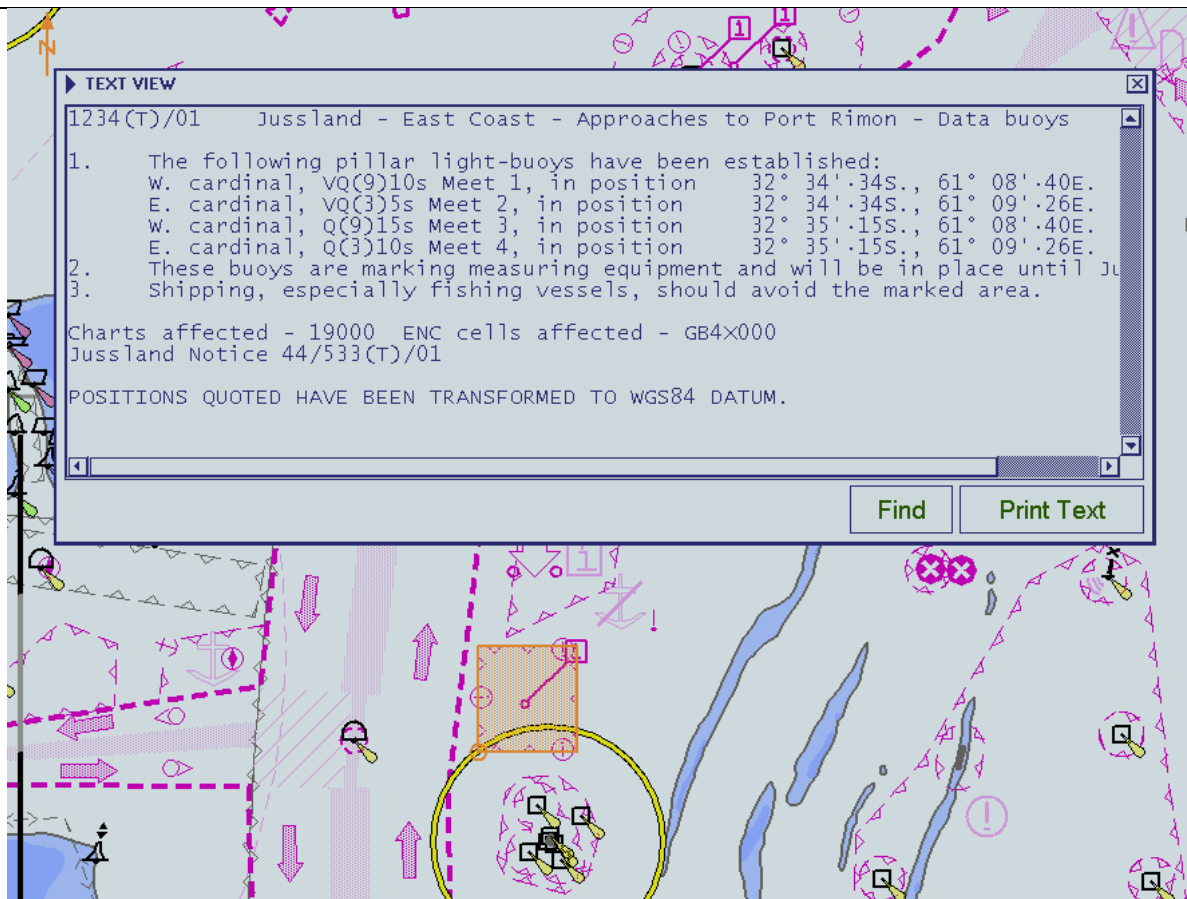 N
1
1
TEXT VIEW
1234(T)/01 Jussland - East Coast - Approaches to Port Rimon - Data buoys
1. The following pillar light-buoys have been established:
W. cardinal, VQ(9)10s Meet 1, in position 32° 34'·34S., 61° 08'·40E.
E. cardinal, VQ(3)5s Meet 2, in position 32° 34'·34S., 61° 09'·26E.
W. cardinal, Q(9)15s Meet 3, in position 32° 35'·15S., 61° 08'·40E.
E. cardinal, Q(3)10s Meet 4, in position 32° 35'·15S., 61° 09'·26E.
2. These buoys are marking measuring equipment and will be in place until Ju
3. Shipping, especially fishing vessels, should avoid the marked area.
Charts affected - 19000 ENC cells affected - GB4X000
Jussland Notice 44/533(T)/01
POSITIONS QUOTED HAVE BEEN TRANSFORMED TO WGS84 DATUM.
Find Print Text